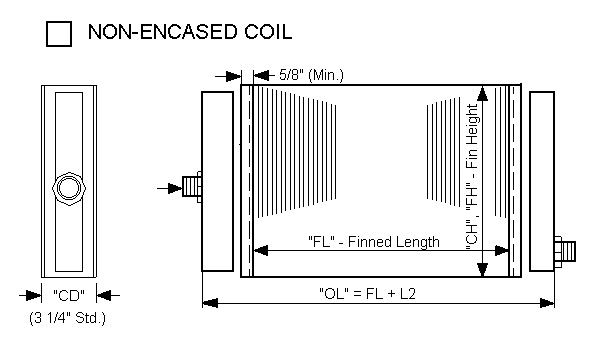 NON-ENCASED COIL
5/8" (Min.)
"CH", "FH" - Fin Height
"FL" - Finned Length
"CD"
(3 1/4" Std.)
"OL" = FL + L2